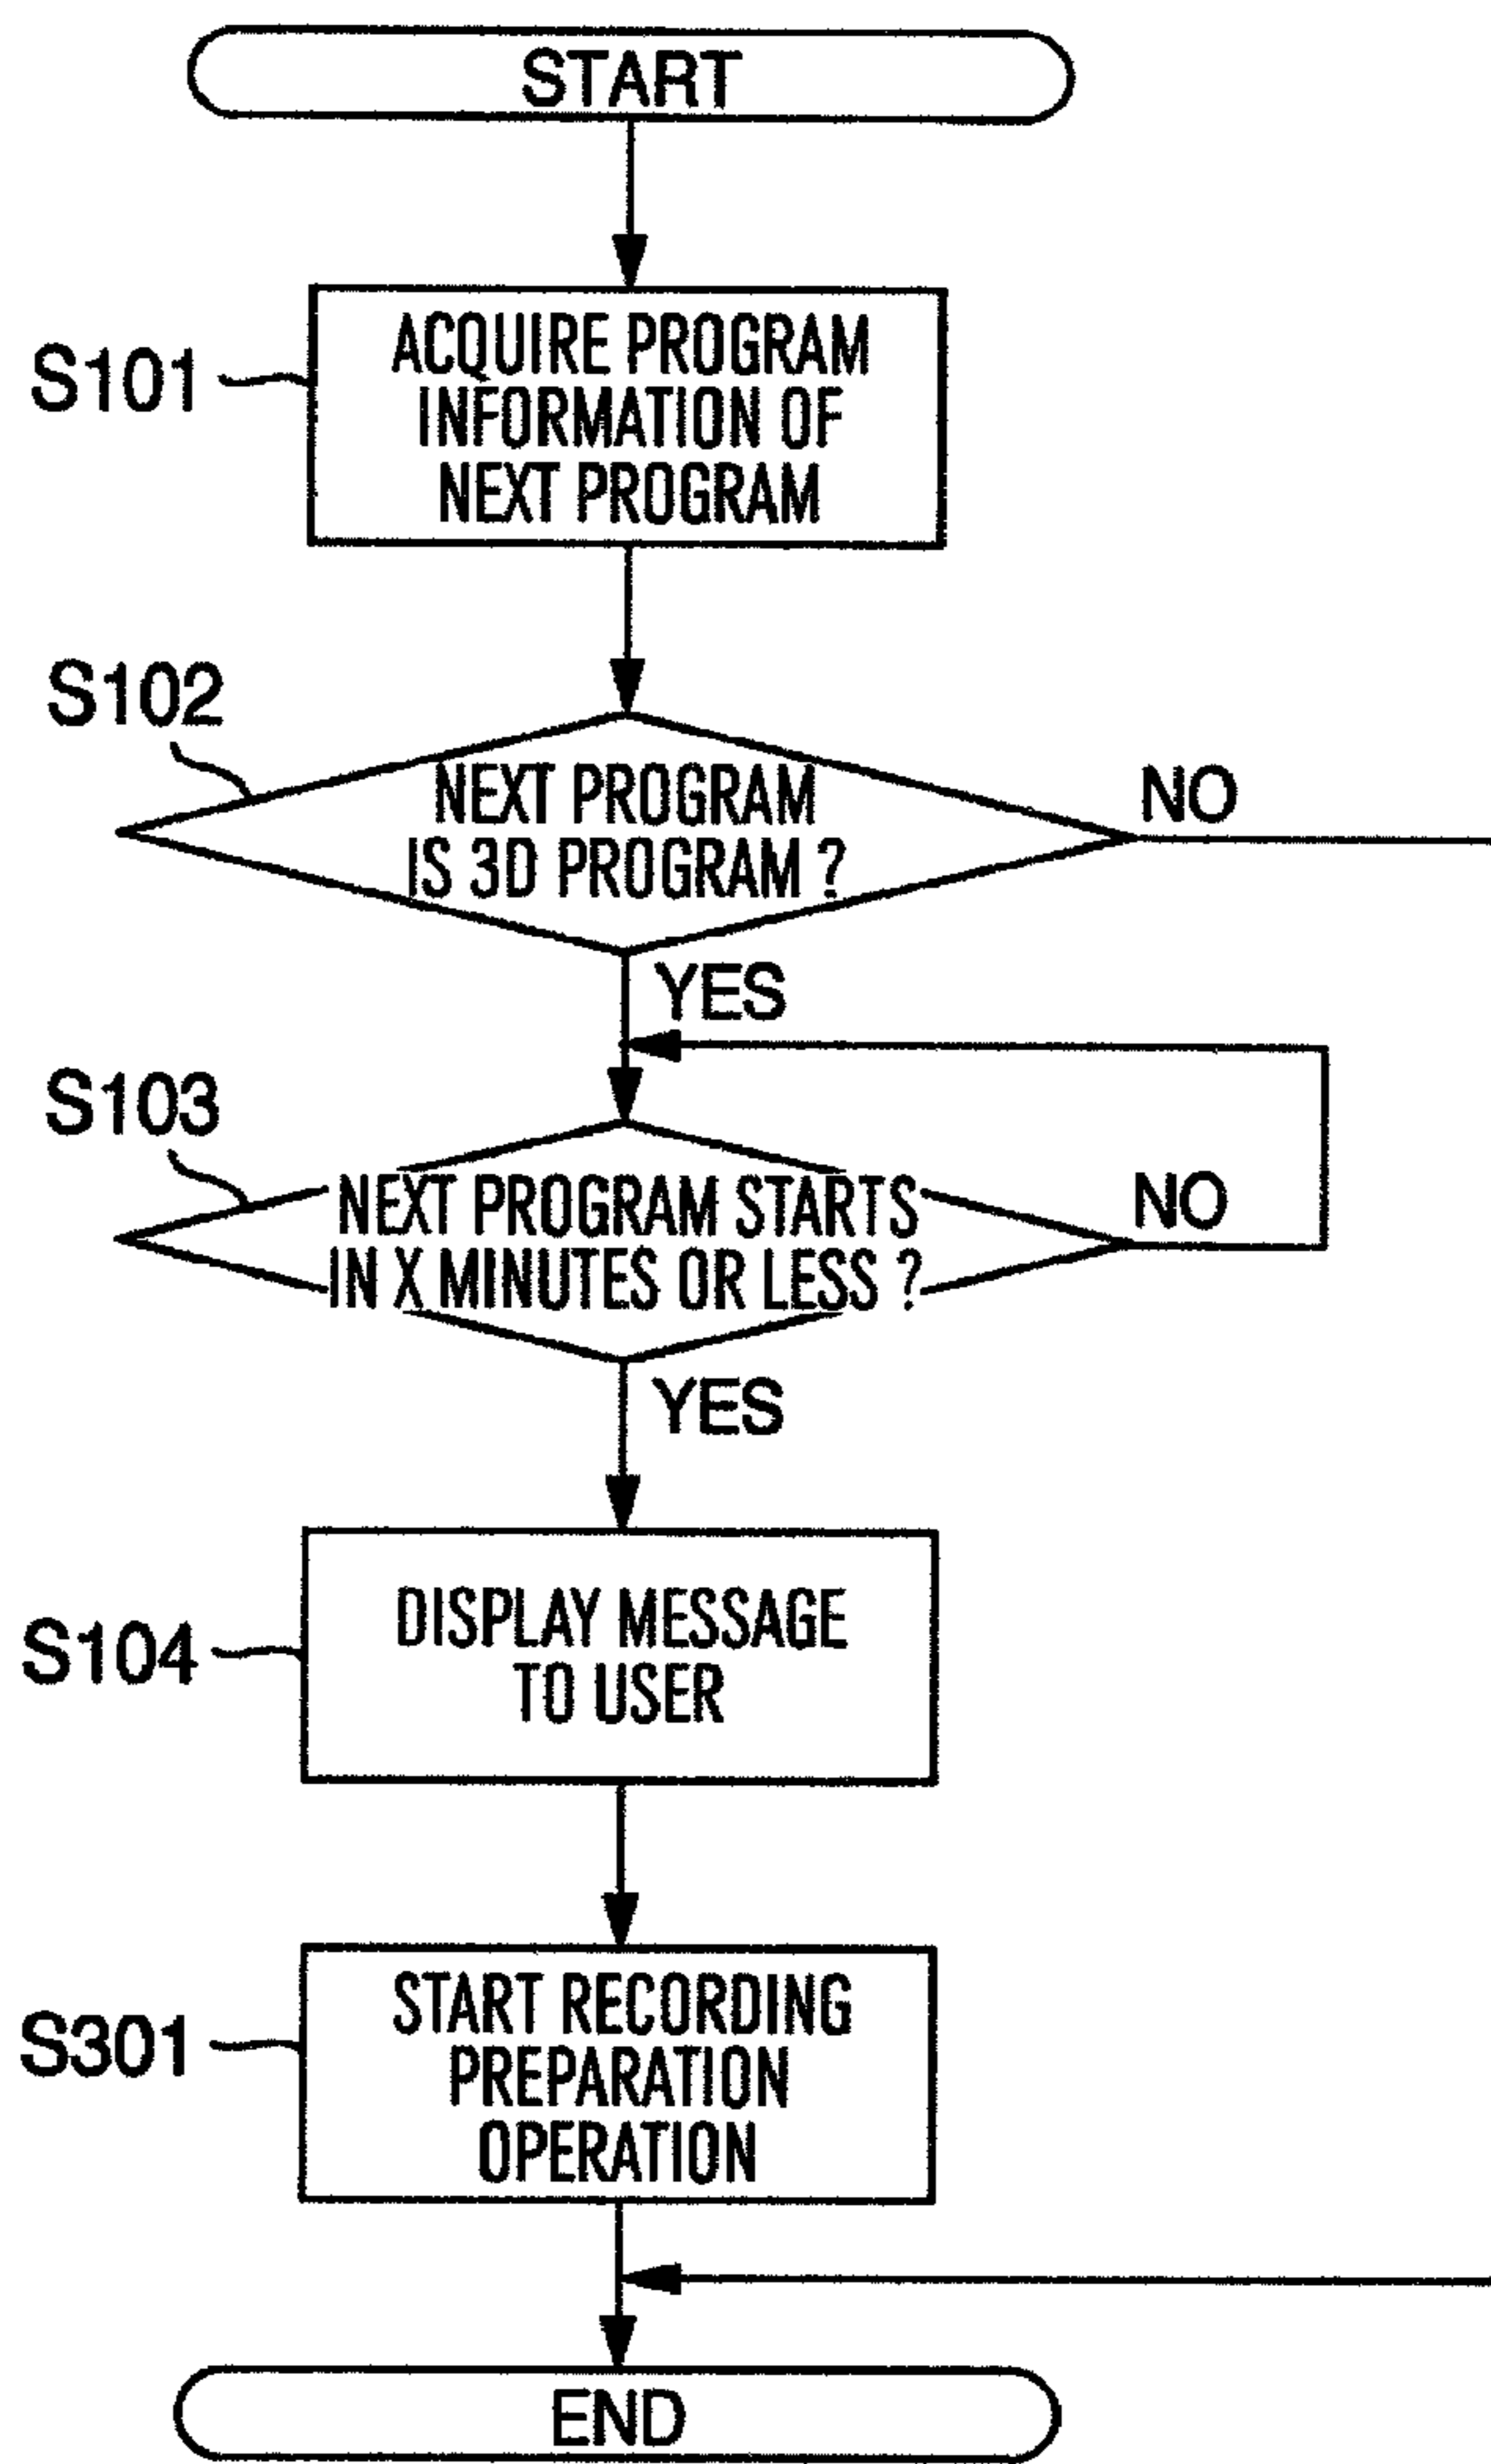 START
S101
ACQUIRE PROGRAM
INFORMATION OF
NEXT PROGRAM
S102
NEXT PROGRAM
IS 3D PROGRAM ?
NO
YES
S103
NEXT PROGRAM STARTS
IN X MINUTES OR LESS ?
NO
YES
S104
DISPLAY MESSAGE
TO USER
S301
START RECORDING
PREPARATION
OPERATION
END